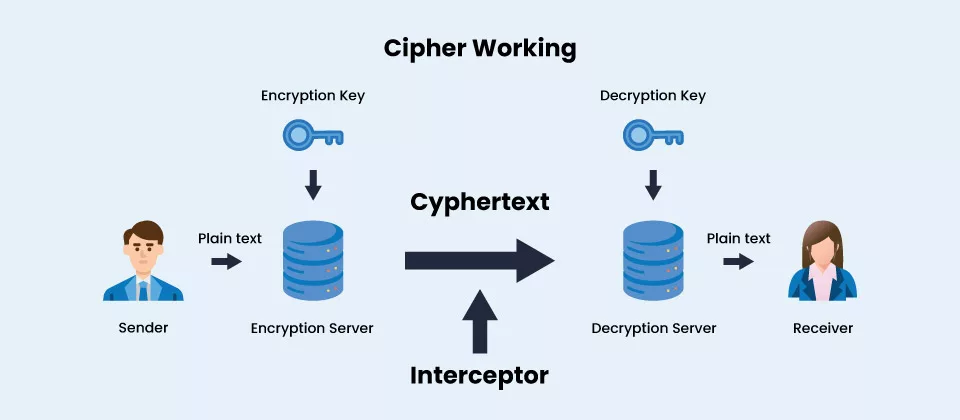 Cipher Working
Encryption Key
Decryption Key
Cyphertext
Plain text
Plain text
Sender
Encryption Server
Decryption Server
Receiver
Interceptor